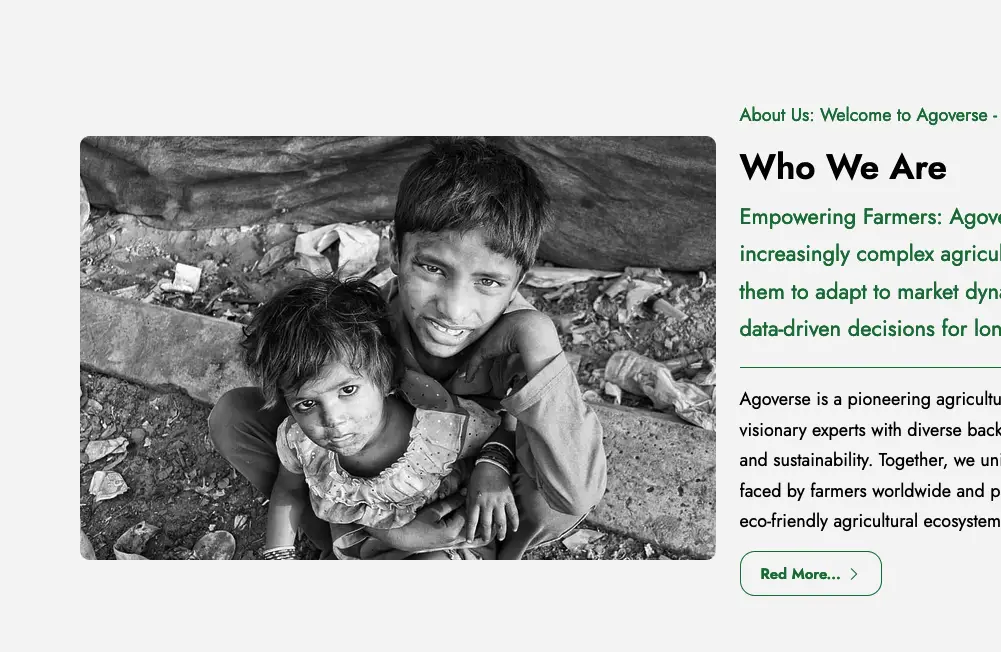 About Us: Welcome to Agoverse -
Who We Are
Empowering Farmers: Agove
increasingly complex agricul
them to adapt to market dyna
data-driven decisions for lon
Agoverse is a pioneering agricultu
visionary experts with diverse back
and sustainability. Together, we uni
faced by farmers worldwide and p
eco-friendly agricultural ecosystem
Red More...